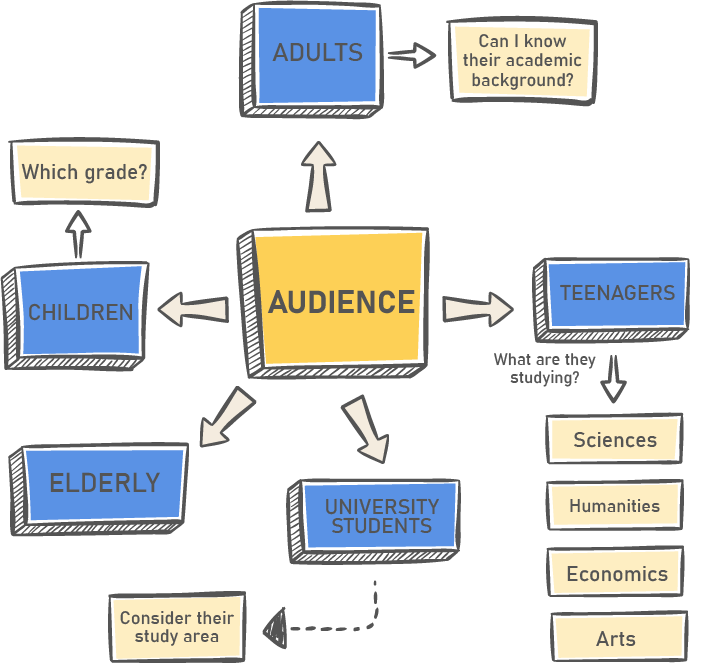 ADULTS
Can I know
their academic
background?
Which grade?
CHILDREN
AUDIENCE
TEENAGERS
What are they
studying?
Sciences
Humanities
Economics
Arts
ELDERLY
UNIVERSITY
STUDENTS
Consider their
study area